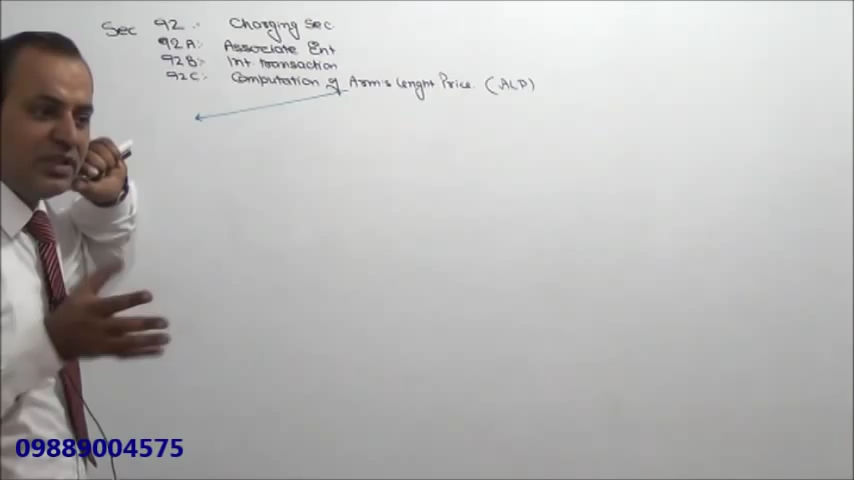 Sec 92 :- Charging Sec
92A :- Associate Ent
92B :- Int. transaction
92C :- Computation of Arm's Lenght Price (ALP)
09889004575